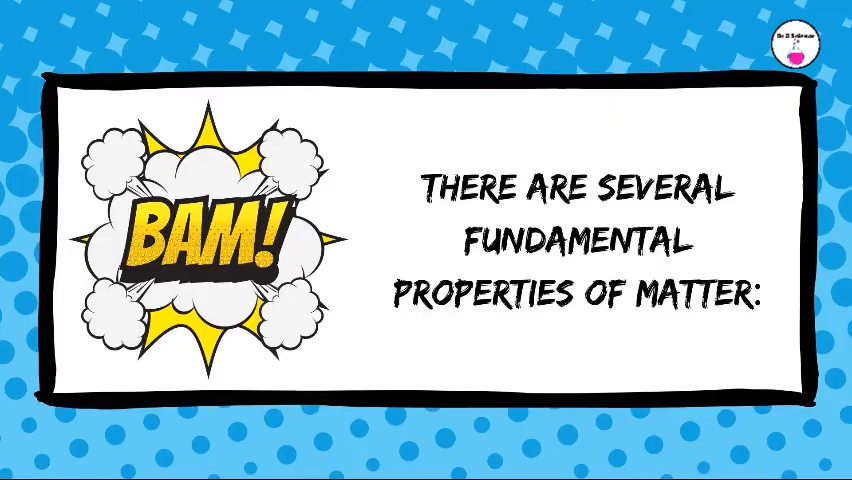 BAM!
THERE ARE SEVERAL
FUNDAMENTAL
PROPERTIES OF MATTER: